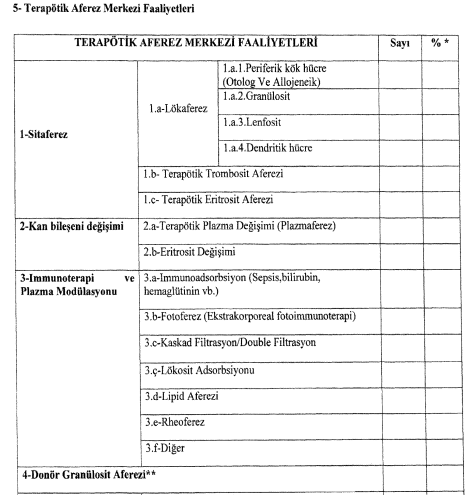 5- Terapötik Aferez Merkezi Faaliyetleri
TERAPÖTİK AFEREZ MERKEZİ FAALİYETLERİ Sayı % *
1-Sitaferez
1.a-Lökaferez
1.a.1.Periferik kök hücre
(Otolog Ve Allojeneik)
1.a.2.Granülosit
1.a.3.Lenfosit
1.a.4.Dendritik hücre
1.b- Terapötik Trombosit Aferezi
1.c- Terapötik Eritrosit Aferezi
2-Kan bileşeni değişimi
2.a-Terapötik Plazma Değişimi (Plazmaferez)
2.b-Eritrosit Değişimi
3-Immunoterapi ve
Plazma Modülasyonu
3.a-Immunoadsorbsiyon (Sepsis,bilirubin,
hemaglütinin vb.)
3.b-Fotoferez (Ekstrakorporeal fotoimmunoterapi)
3.c-Kaskad Filtrasyon/Double Filtrasyon
3.ç-Lökosit Adsorbsiyonu
3.d-Lipid Aferezi
3.e-Rheoferez
3.f-Diğer
4-Donör Granülosit Aferezi**